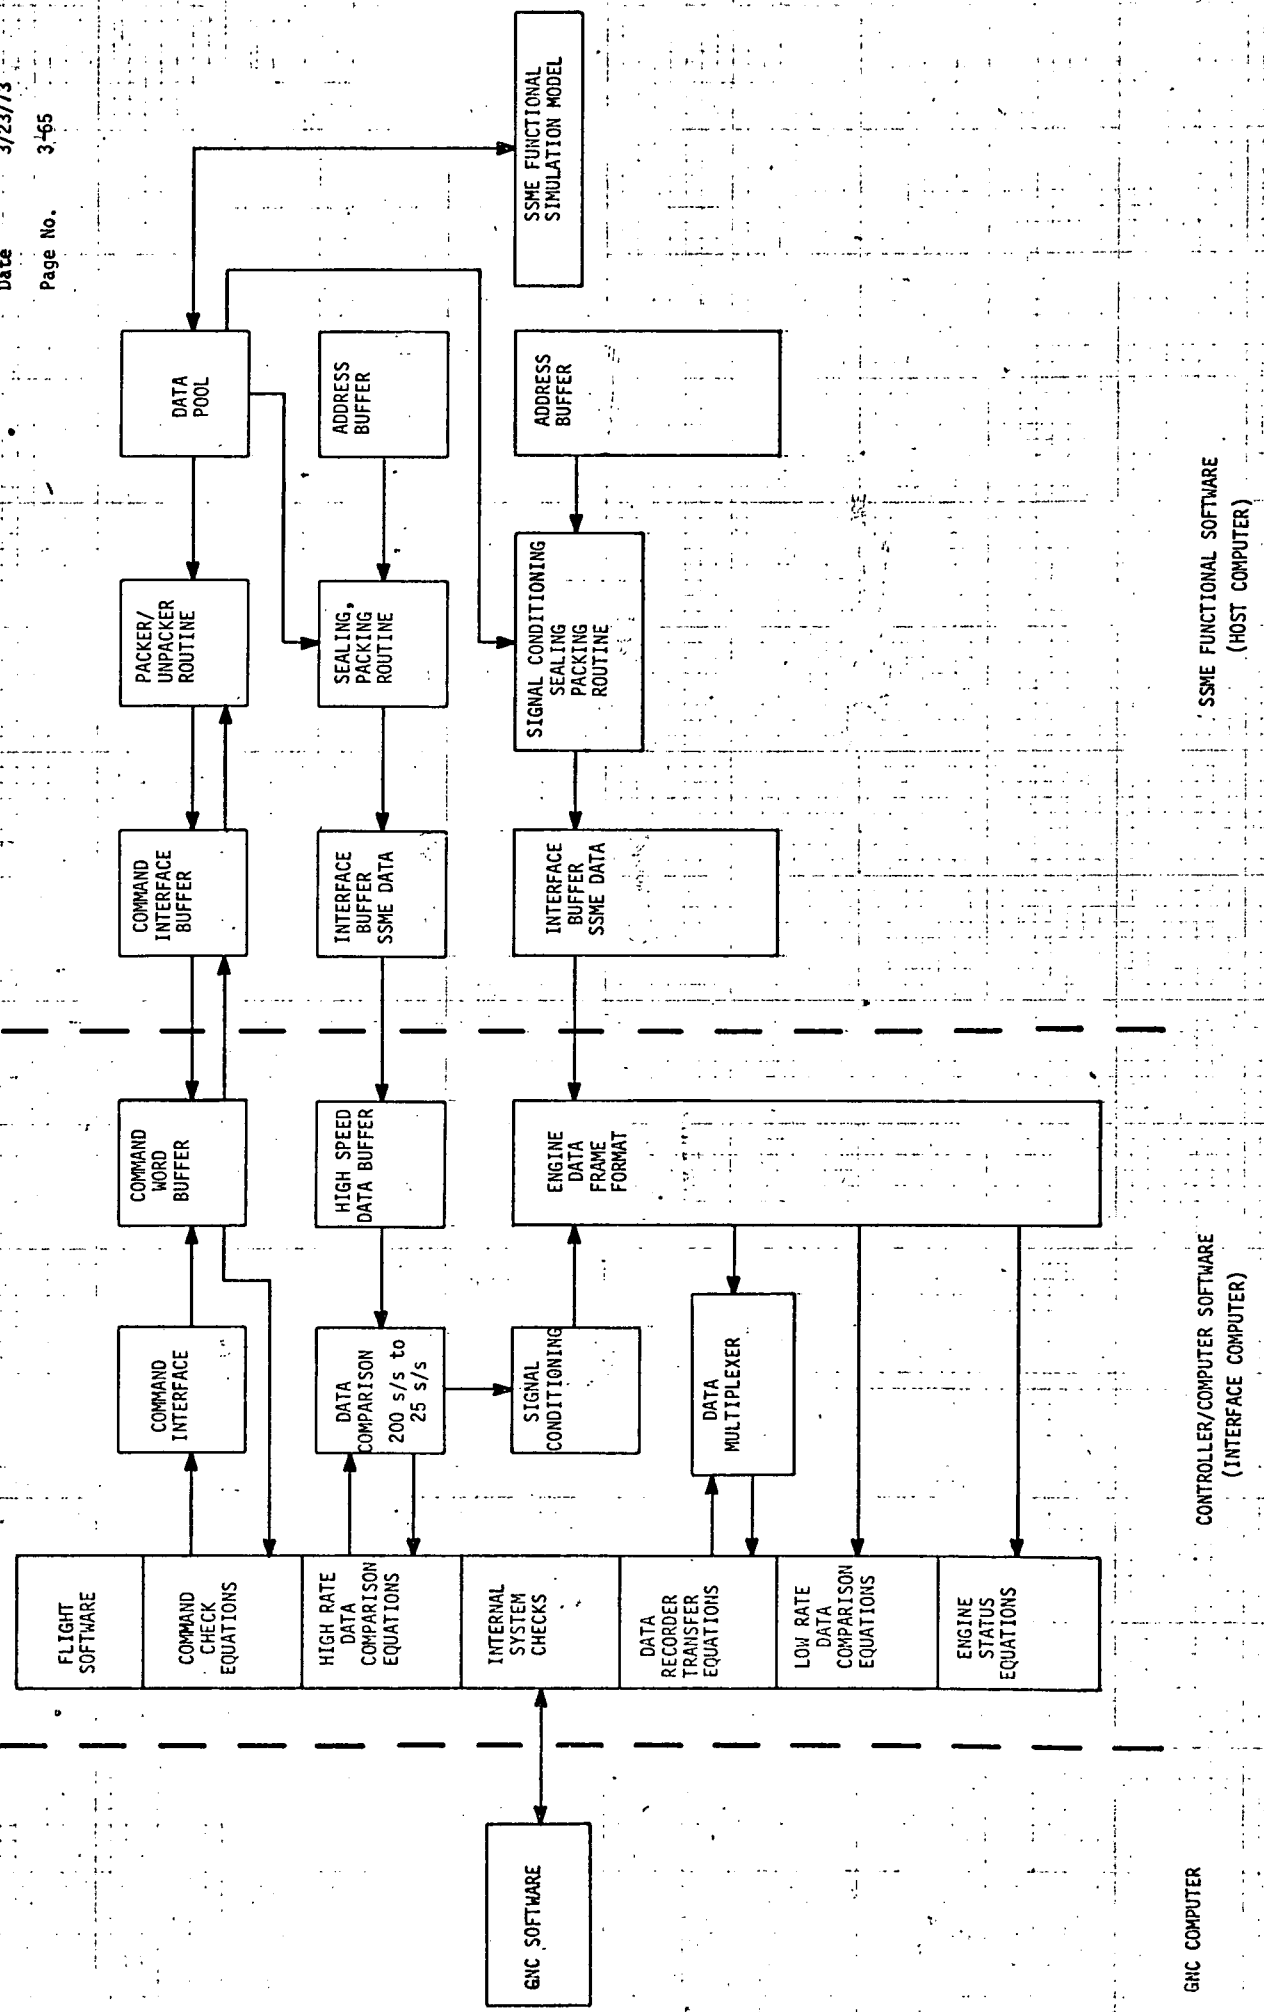 Date 3/23/73
Page No. 3-65
FLIGHT
SOFTWARE
COMMAND
CHECK
EQUATIONS
HIGH RATE
DATA
COMPARISON
EQUATIONS
INTERNAL
SYSTEM
CHECKS
DATA
RECORDER
TRANSFER
EQUATIONS
LOW RATE
DATA
COMPARISON
EQUATIONS
ENGINE
STATUS
EQUATIONS
GNC SOFTWARE
COMMAND
INTERFACE
COMMAND
WORD
BUFFER
COMMAND
INTERFACE
BUFFER
PACKER/
UNPACKER
ROUTINE
DATA
POOL
DATA
COMPARISON
200 s/s to
25 s/s
HIGH SPEED
DATA BUFFER
INTERFACE
BUFFER
SSME DATA
SEALING,
PACKING
ROUTINE
ADDRESS
BUFFER
SIGNAL
CONDITIONING
ENGINE
DATA
FRAME
FORMAT
INTERFACE
BUFFER
SSME DATA
SIGNAL CONDITIONING
SEALING
PACKING
ROUTINE
ADDRESS
BUFFER
SSME FUNCTIONAL
SIMULATION MODEL
DATA
MULTIPLEXER
GNC COMPUTER
CONTROLLER/COMPUTER SOFTWARE
(INTERFACE COMPUTER)
SSME FUNCTIONAL SOFTWARE
(HOST COMPUTER)